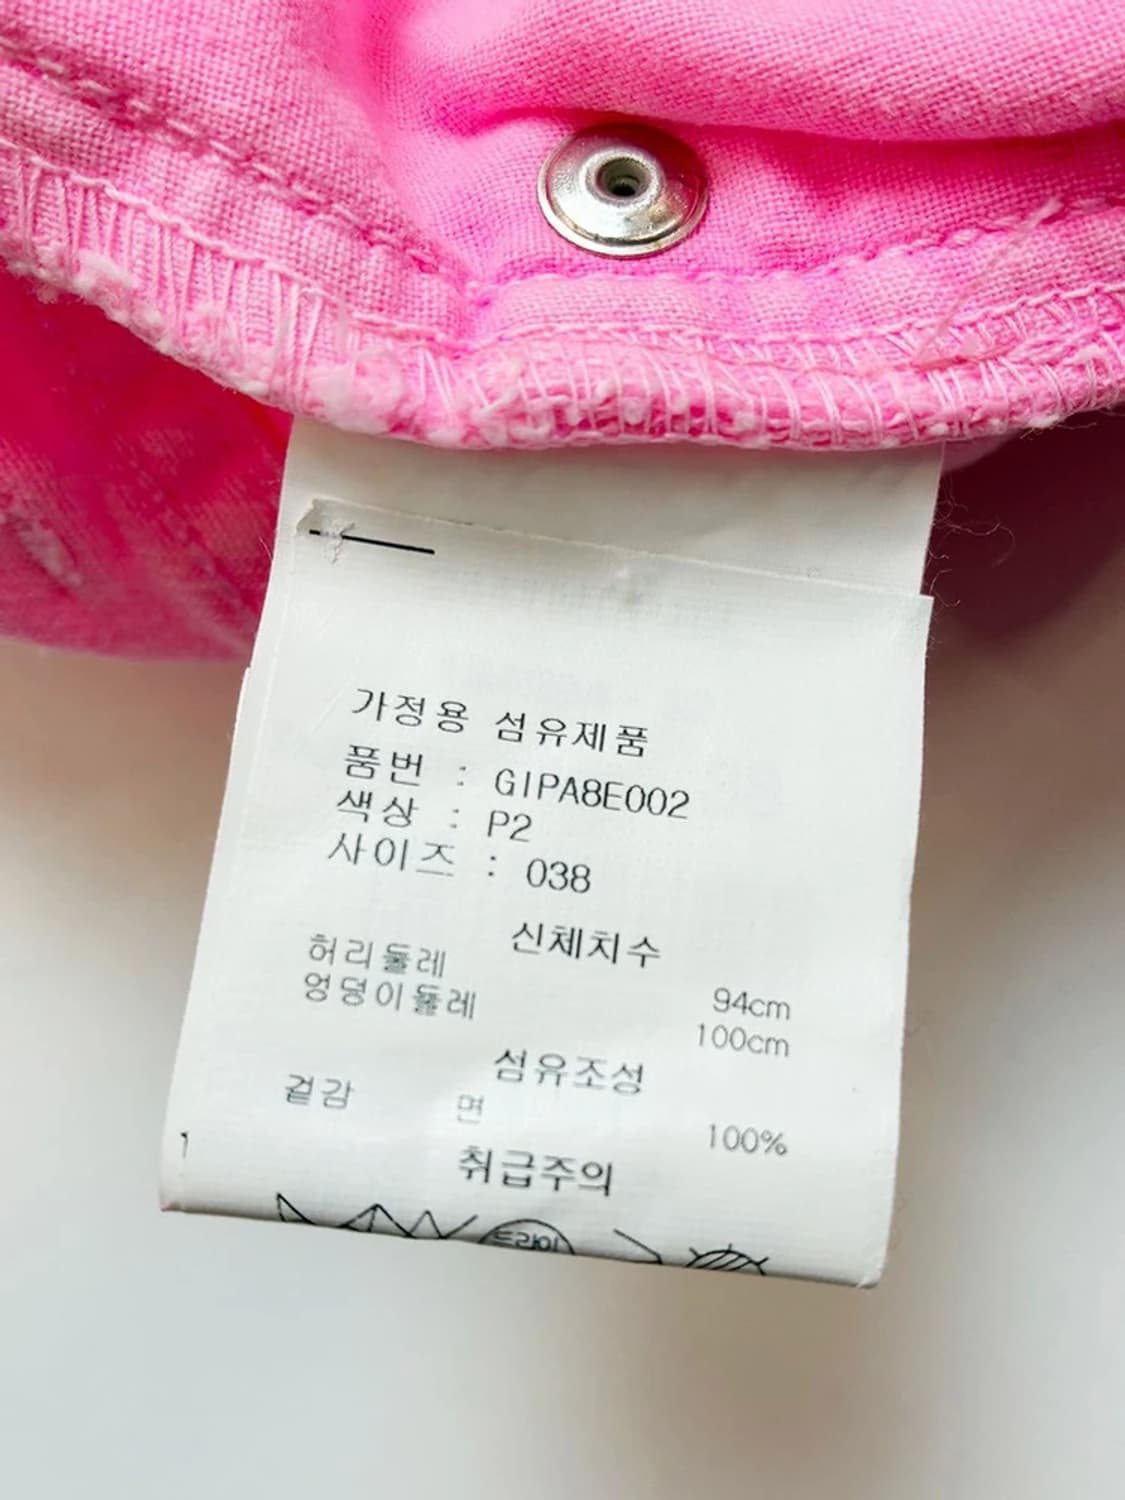 가정용 섬유제품
품번 : GIPA8E002
색상 : P2
사이즈 : 038
신체치수
허리둘레 94cm
엉덩이둘레 100cm
섬유조성
겉감 면 100%
취급주의
드라이